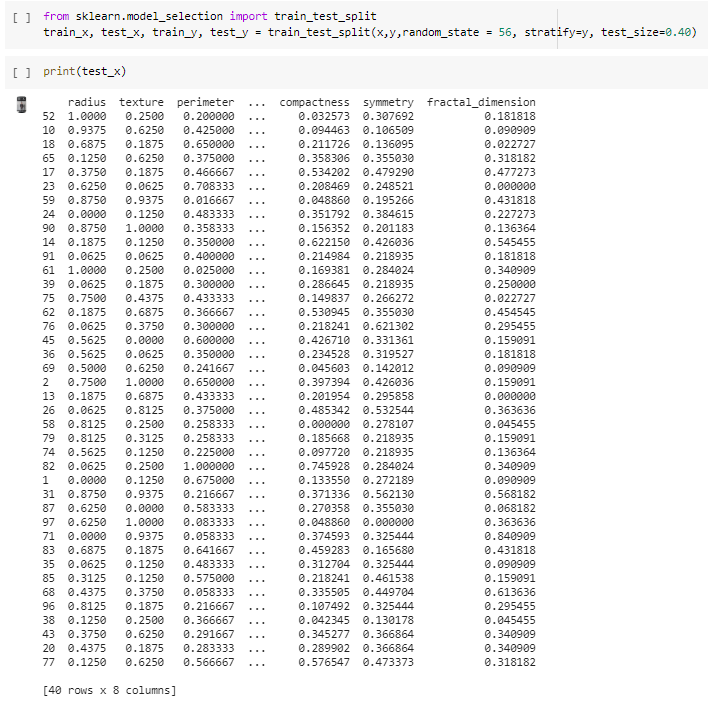 [ ] from sklearn.model_selection import train_test_split
train_x, test_x, train_y, test_y = train_test_split(x,y,random_state = 56, stratify=y, test_size=0.40)
[ ] print(test_x)
radius texture perimeter ... compactness symmetry fractal_dimension
52 1.0000 0.2500 0.200000 ... 0.032573 0.307692 0.181818
10 0.9375 0.6250 0.425000 ... 0.094463 0.106509 0.090909
18 0.6875 0.1875 0.650000 ... 0.211726 0.136095 0.022727
65 0.1250 0.6250 0.375000 ... 0.358306 0.355030 0.318182
17 0.3750 0.1875 0.466667 ... 0.534202 0.479290 0.477273
23 0.6250 0.0625 0.708333 ... 0.208469 0.248521 0.000000
59 0.8750 0.9375 0.016667 ... 0.048860 0.195266 0.431818
24 0.0000 0.1250 0.483333 ... 0.351792 0.384615 0.227273
90 0.8750 1.0000 0.358333 ... 0.156352 0.201183 0.136364
14 0.1875 0.1250 0.350000 ... 0.622150 0.426036 0.545455
91 0.0625 0.0625 0.400000 ... 0.214984 0.218935 0.181818
61 1.0000 0.2500 0.025000 ... 0.169381 0.284024 0.340909
39 0.0625 0.1875 0.300000 ... 0.286645 0.218935 0.250000
75 0.7500 0.4375 0.433333 ... 0.149837 0.266272 0.022727
62 0.1875 0.6875 0.366667 ... 0.530945 0.355030 0.454545
76 0.0625 0.3750 0.300000 ... 0.218241 0.621302 0.295455
45 0.5625 0.0000 0.600000 ... 0.426710 0.331361 0.159091
36 0.5625 0.0625 0.350000 ... 0.234528 0.319527 0.181818
69 0.5000 0.6250 0.241667 ... 0.045603 0.142012 0.090909
2 0.7500 1.0000 0.650000 ... 0.397394 0.426036 0.159091
13 0.1875 0.6875 0.433333 ... 0.201954 0.295858 0.000000
26 0.0625 0.8125 0.375000 ... 0.485342 0.532544 0.363636
58 0.8125 0.2500 0.258333 ... 0.000000 0.278107 0.045455
79 0.8125 0.3125 0.258333 ... 0.185668 0.218935 0.159091
74 0.5625 0.1250 0.225000 ... 0.097720 0.218935 0.136364
82 0.0625 0.2500 1.000000 ... 0.745928 0.284024 0.340909
1 0.0000 0.1250 0.675000 ... 0.133550 0.272189 0.090909
31 0.8750 0.9375 0.216667 ... 0.371336 0.562130 0.568182
87 0.6250 0.0000 0.583333 ... 0.270358 0.355030 0.068182
97 0.6250 1.0000 0.083333 ... 0.048860 0.000000 0.363636
71 0.0000 0.9375 0.058333 ... 0.374593 0.325444 0.840909
83 0.6875 0.1875 0.641667 ... 0.459283 0.165680 0.431818
35 0.0625 0.1250 0.483333 ... 0.312704 0.325444 0.090909
85 0.3125 0.1250 0.575000 ... 0.218241 0.461538 0.159091
68 0.4375 0.3750 0.058333 ... 0.335505 0.449704 0.613636
96 0.8125 0.1875 0.216667 ... 0.107492 0.325444 0.295455
38 0.1250 0.2500 0.366667 ... 0.042345 0.130178 0.045455
43 0.3750 0.6250 0.291667 ... 0.345277 0.366864 0.340909
20 0.4375 0.1875 0.283333 ... 0.289902 0.366864 0.340909
77 0.1250 0.6250 0.566667 ... 0.576547 0.473373 0.318182
[40 rows x 8 columns]